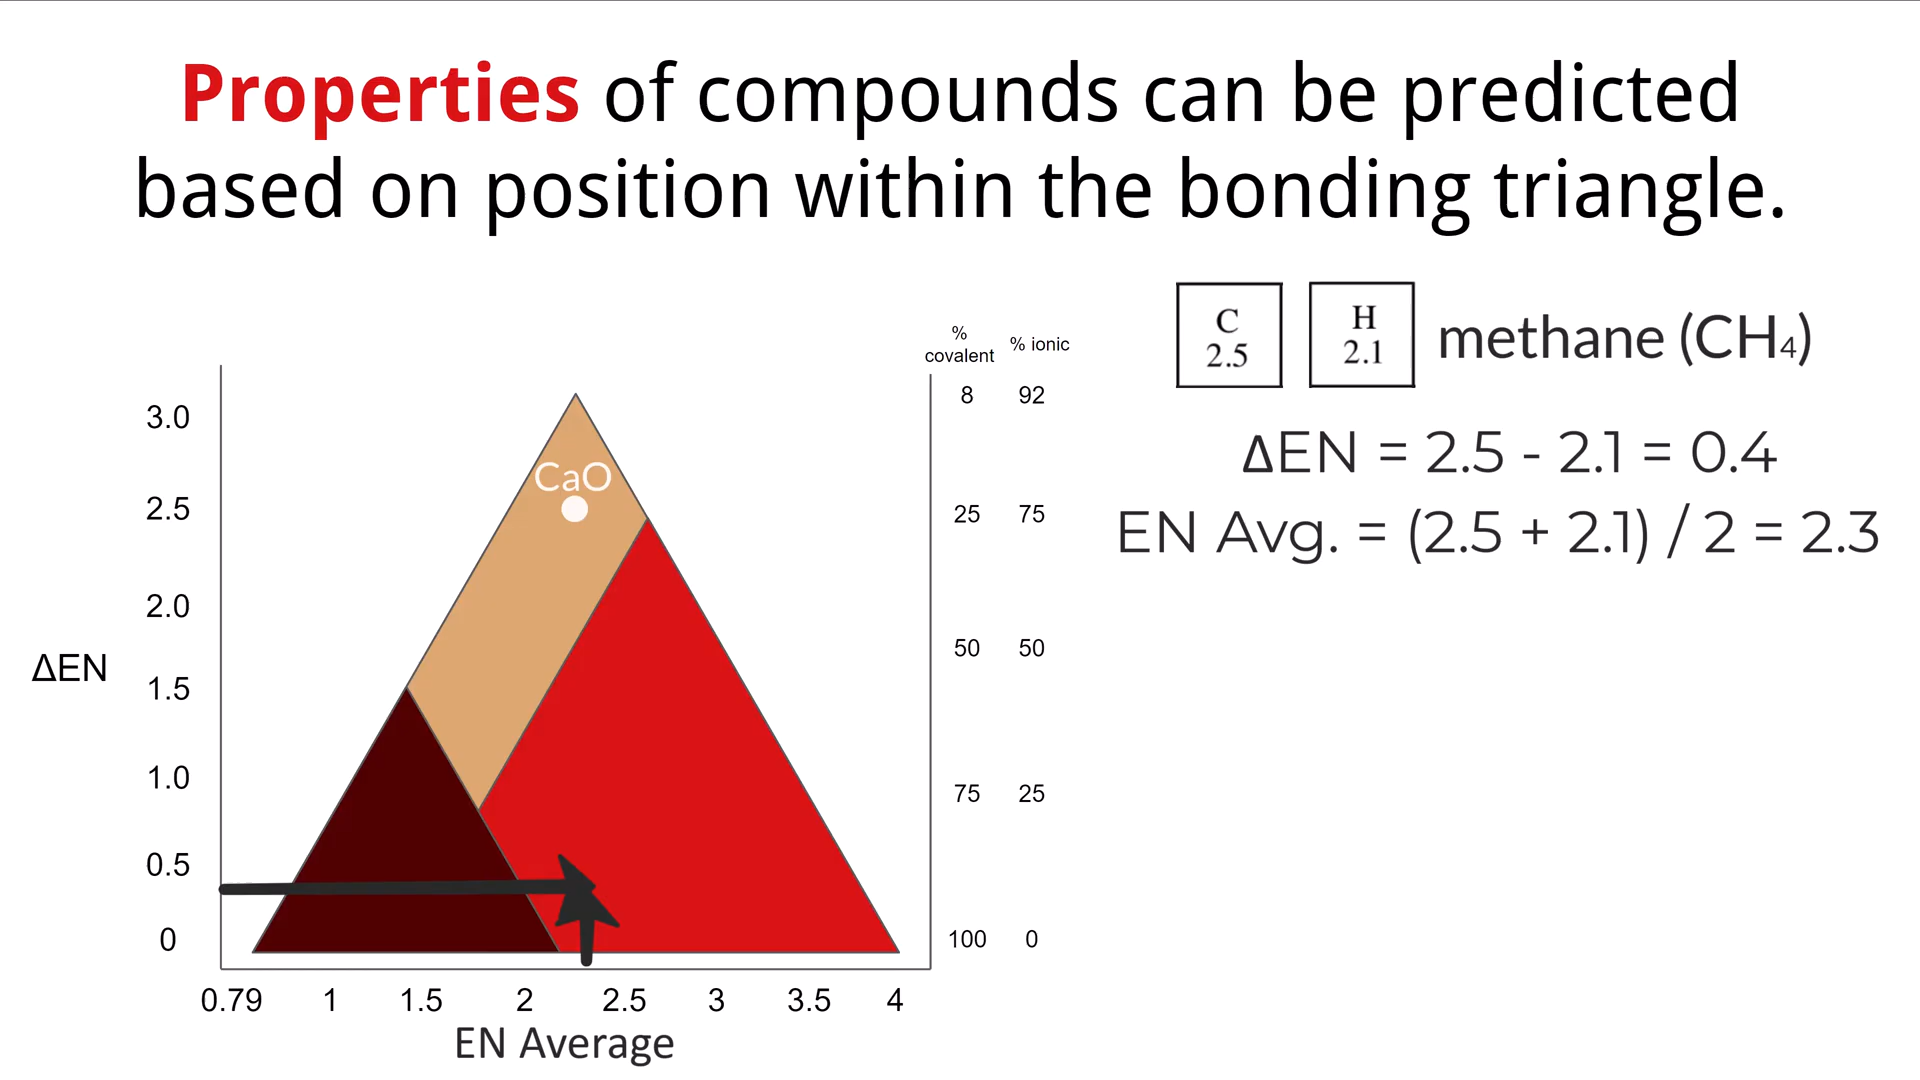 Properties of compounds can be predicted
based on position within the bonding triangle.
C
2.5
H
2.1
methane (CH₄)
ΔEN = 2.5 - 2.1 = 0.4
EN Avg. = (2.5 + 2.1) / 2 = 2.3
%
covalent
% ionic
8 92
25 75
50 50
75 25
100 0
CaO
ΔEN
3.0
2.5
2.0
1.5
1.0
0.5
0
0.79 1 1.5 2 2.5 3 3.5 4
EN Average